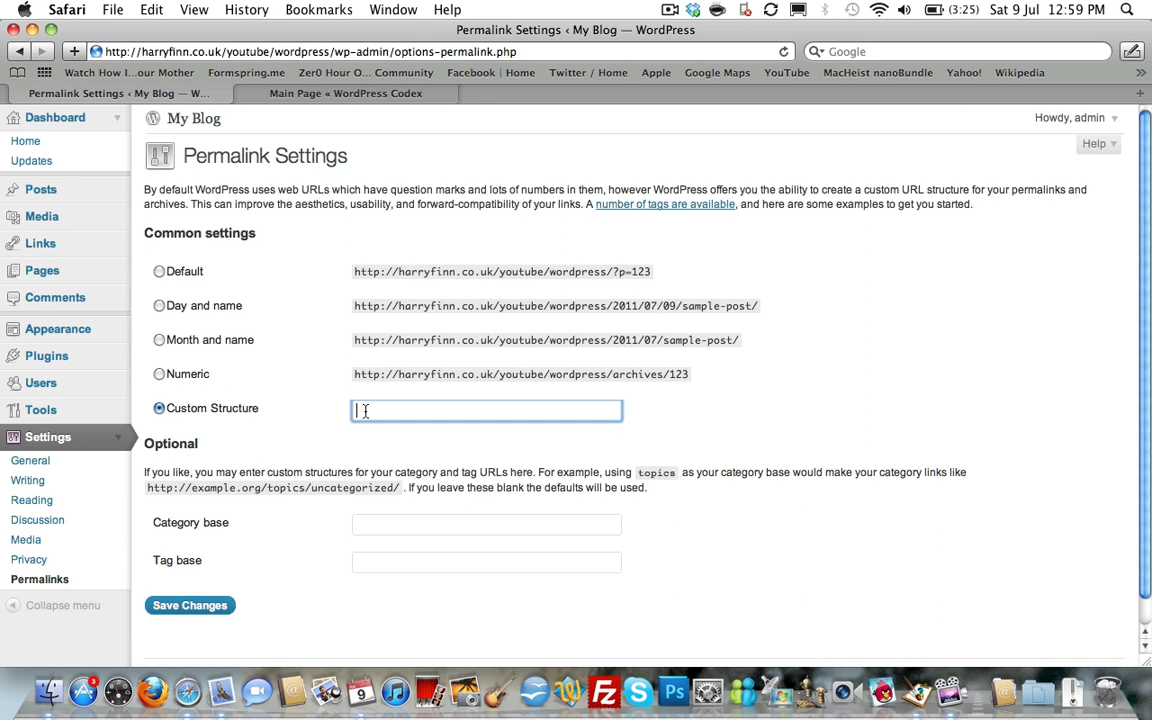 Safari File Edit View History Bookmarks Window Help (3:25) Sat 9 Jul 12:59 PM
Permalink Settings ‹ My Blog — WordPress
http://harryfinn.co.uk/youtube/wordpress/wp-admin/options-permalink.php Google
Watch How I...our Mother Formspring.me Zer0 Hour O... Community Facebook | Home Twitter / Home Apple Google Maps YouTube MacHeist nanoBundle Yahoo! Wikipedia »
Permalink Settings ‹ My Blog — W... Main Page « WordPress Codex +
Dashboard
Home
Updates
Posts
Media
Links
Pages
Comments
Appearance
Plugins
Users
Tools
Settings
General
Writing
Reading
Discussion
Media
Privacy
Permalinks
Collapse menu
My Blog Howdy, admin
Help
Permalink Settings
By default WordPress uses web URLs which have question marks and lots of numbers in them, however WordPress offers you the ability to create a custom URL structure for your permalinks and
archives. This can improve the aesthetics, usability, and forward-compatibility of your links. A number of tags are available, and here are some examples to get you started.
Common settings
Default http://harryfinn.co.uk/youtube/wordpress/?p=123
Day and name http://harryfinn.co.uk/youtube/wordpress/2011/07/09/sample-post/
Month and name http://harryfinn.co.uk/youtube/wordpress/2011/07/sample-post/
Numeric http://harryfinn.co.uk/youtube/wordpress/archives/123
Custom Structure
Optional
If you like, you may enter custom structures for your category and tag URLs here. For example, using topics as your category base would make your category links like
http://example.org/topics/uncategorized/ . If you leave these blank the defaults will be used.
Category base
Tag base
Save Changes
3
9
Fz
S
Ps